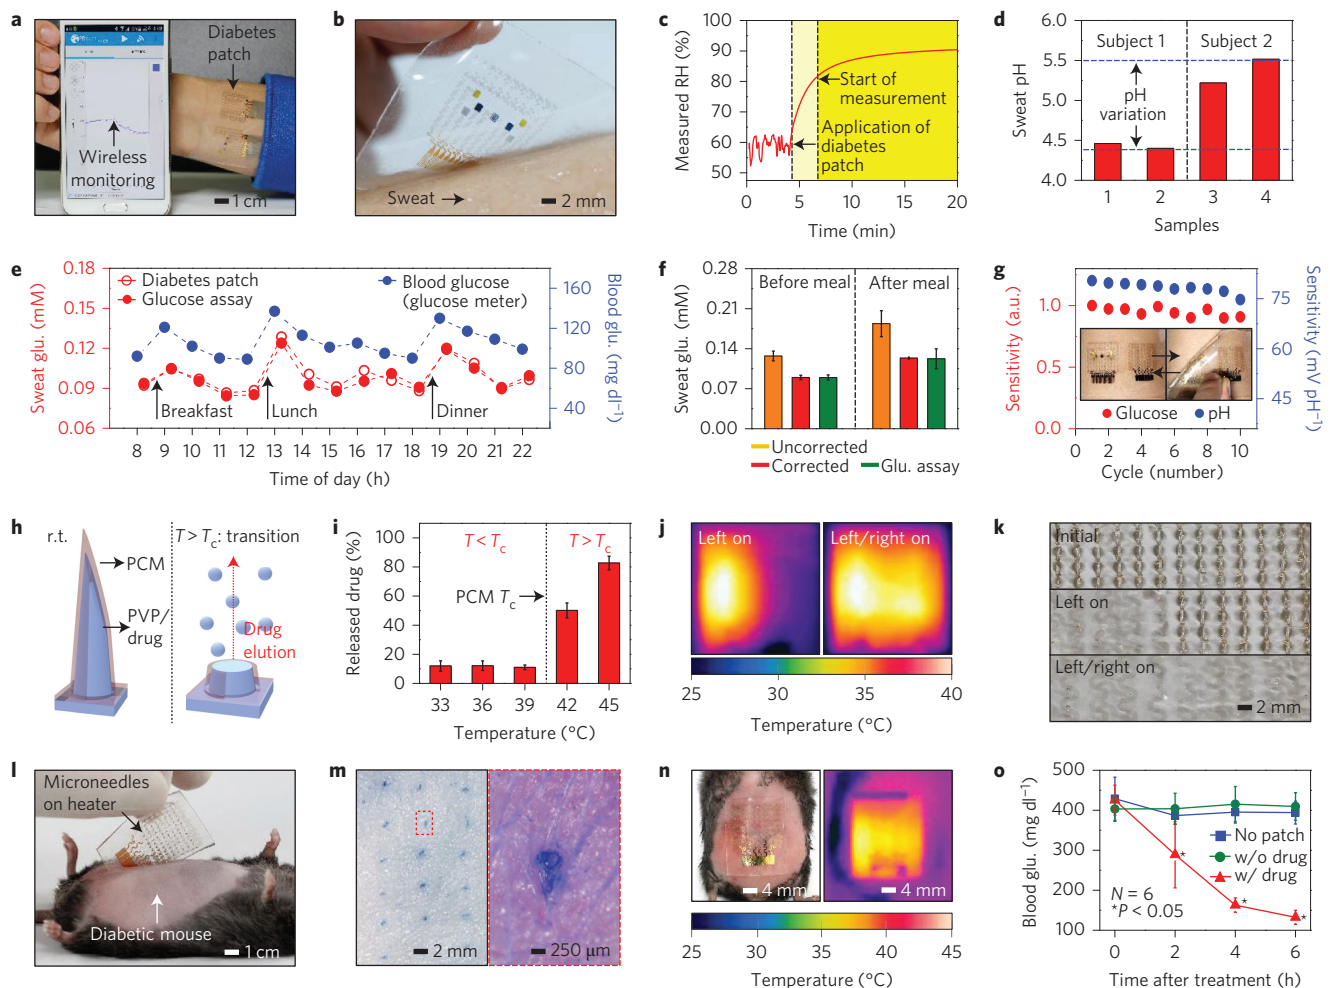 a
Diabetes
patch
Wireless
monitoring
1 cm
b
Sweat
2 mm
c
Measured RH (%)
100
90
80
70
60
50
Start of
measurement
Application of
diabetes
patch
0
5
10
15
20
Time (min)
d
Sweat pH
6.0
5.5
5.0
4.5
4.0
Subject 1
Subject 2
pH
variation
1
2
3
4
Samples
e
Sweat glu. (mM)
0.18
0.15
0.12
0.09
0.06
Diabetes patch
Glucose assay
Blood glucose
(glucose meter)
Breakfast
Lunch
Dinner
160
120
80
40
Blood glu. (mg dl⁻¹)
8 9 10 11 12 13 14 15 16 17 18 19 20 21 22
Time of day (h)
f
Sweat glu. (mM)
0.28
0.21
0.14
0.07
0.00
Before meal
After meal
Uncorrected
Corrected
Glu. assay
g
Sensitivity (a.u.)
1.0
0.5
0.0
75
60
45
Sensitivity (mV pH⁻¹)
Glucose
pH
0 2 4 6 8 10
Cycle (number)
h
r.t.
PCM
PVP/
drug
T > Tc: transition
Drug
elution
i
Released drug (%)
100
80
60
40
20
0
T < Tc
T > Tc
PCM Tc
33 36 39 42 45
Temperature (°C)
j
Left on
Left/right on
25 30 35 40
Temperature (°C)
k
Initial
Left on
Left/right on
2 mm
l
Microneedles
on heater
Diabetic mouse
1 cm
m
2 mm
250 µm
n
4 mm
4 mm
25 30 35 40 45
Temperature (°C)
o
Blood glu. (mg dl⁻¹)
500
400
300
200
100
No patch
w/o drug
w/ drug
N = 6
*P < 0.05
*
*
*
0 2 4 6
Time after treatment (h)